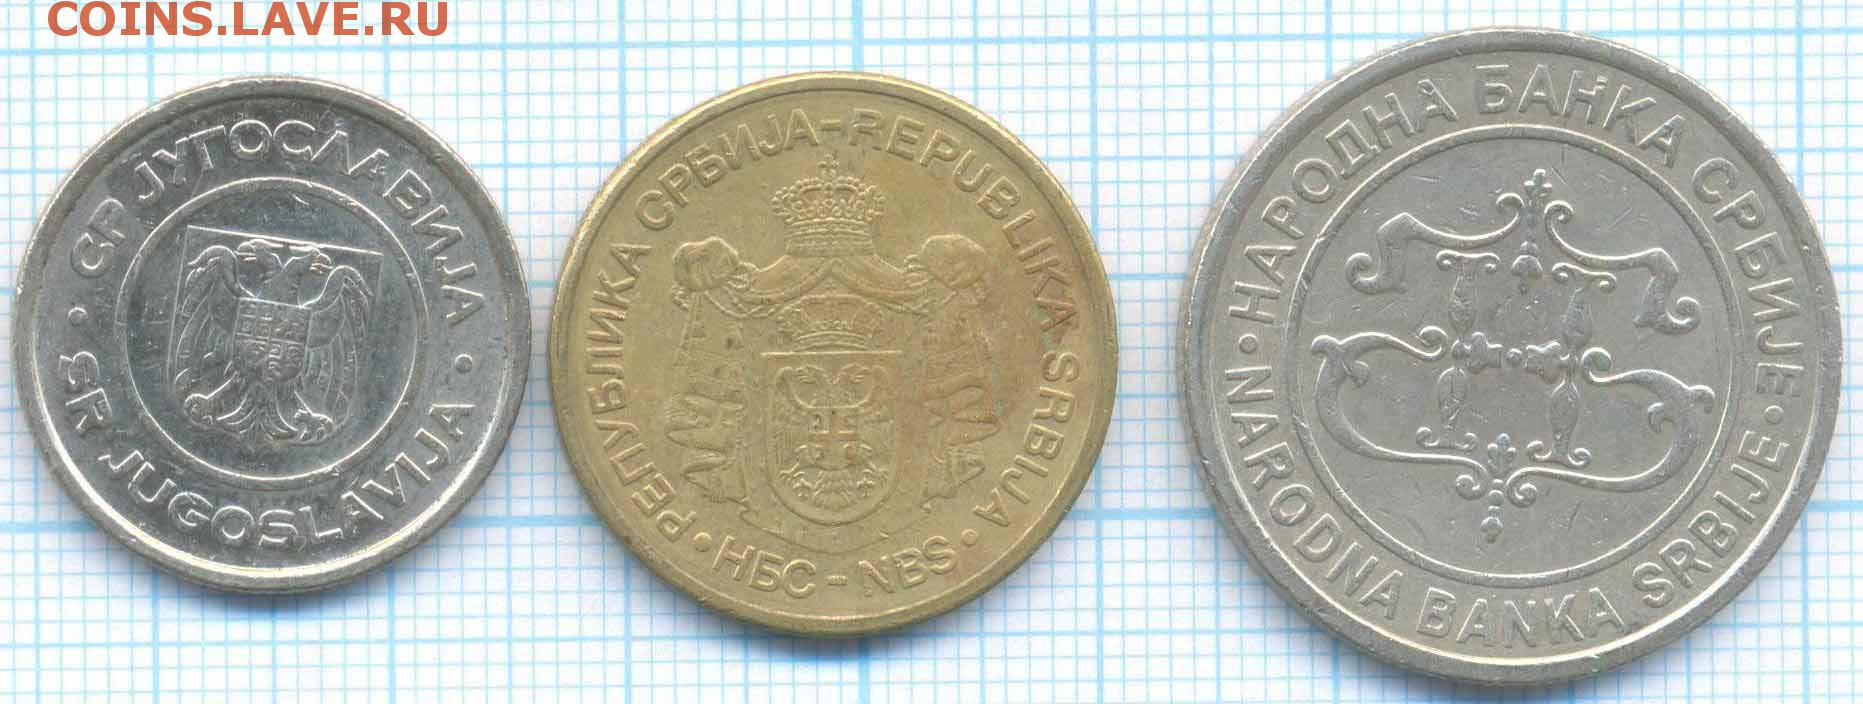 COINS.LAVE.RU
СР ЈУГОСЛАВИЈА
SR JUGOSLAVIJA
РЕПУБЛИКА СРБИЈА-REPUBLIKA SRBIJA
НБС-NBS
НАРОДНА БАНКА СРБИЈЕ
NARODNA BANKA SRBIJE